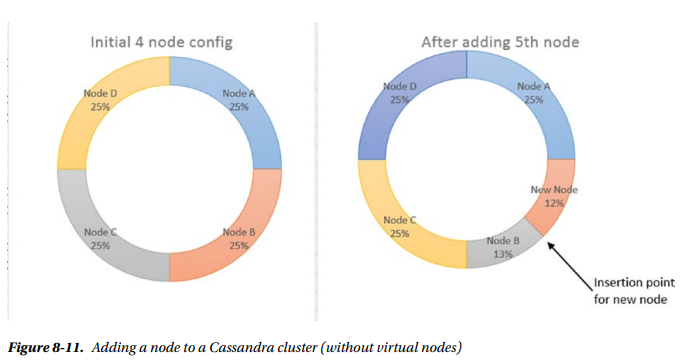 Initial 4 node config
After adding 5th node
Node D
25%
Node A
25%
Node C
25%
Node B
25%
Node D
25%
Node A
25%
New Node
12%
Node C
25%
Node B
13%
Insertion point
for new node
Figure 8-11. Adding a node to a Cassandra cluster (without virtual nodes)